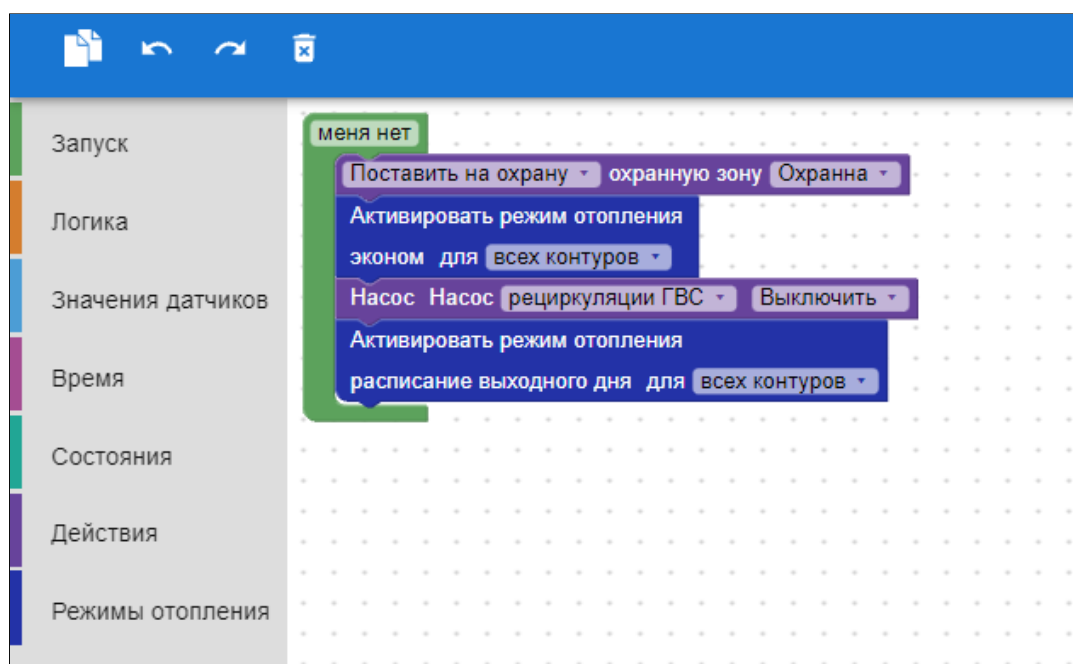 Запуск
Логика
Значения датчиков
Время
Состояния
Действия
Режимы отопления
меня нет
Поставить на охрану охранную зону Охранна
Активировать режим отопления
эконом для всех контуров
Насос Насос рециркуляции ГВС Выключить
Активировать режим отопления
расписание выходного дня для всех контуров